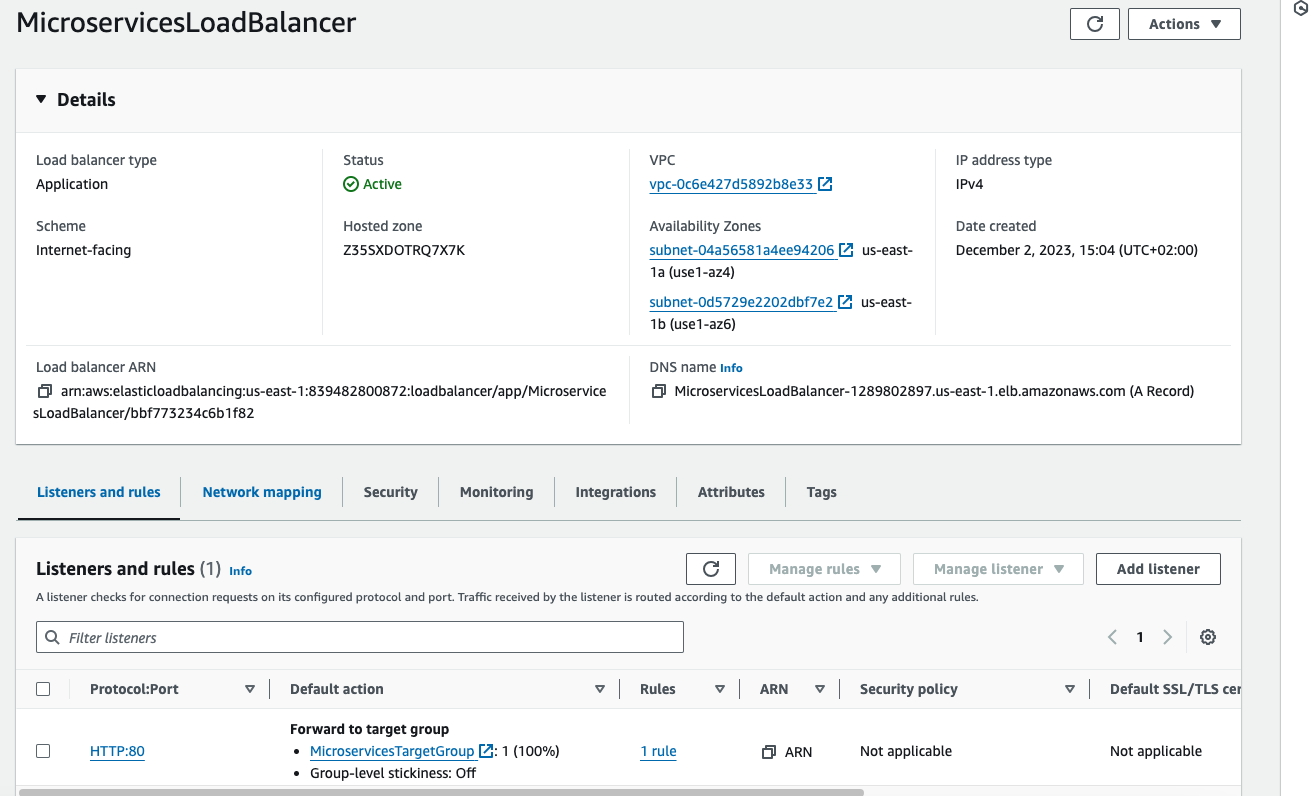 MicroservicesLoadBalancer
Actions
Details
Load balancer type
Application
Status
Active
VPC
vpc-0c6e427d5892b8e33
IP address type
IPv4
Scheme
Internet-facing
Hosted zone
Z35SXDOTRQ7X7K
Availability Zones
subnet-04a56581a4ee94206 us-east-
1a (use1-az4)
subnet-0d5729e2202dbf7e2 us-east-
1b (use1-az6)
Date created
December 2, 2023, 15:04 (UTC+02:00)
Load balancer ARN
arn:aws:elasticloadbalancing:us-east-1:839482800872:loadbalancer/app/Microservice
sLoadBalancer/bbf773234c6b1f82
DNS name Info
MicroservicesLoadBalancer-1289802897.us-east-1.elb.amazonaws.com (A Record)
Listeners and rules Network mapping Security Monitoring Integrations Attributes Tags
Listeners and rules (1) Info
Manage rules Manage listener Add listener
A listener checks for connection requests on its configured protocol and port. Traffic received by the listener is routed according to the default action and any additional rules.
Filter listeners
1
Protocol:Port Default action Rules ARN Security policy Default SSL/TLS cer
HTTP:80
Forward to target group
• MicroservicesTargetGroup : 1 (100%)
• Group-level stickiness: Off
1 rule
ARN
Not applicable
Not applicable